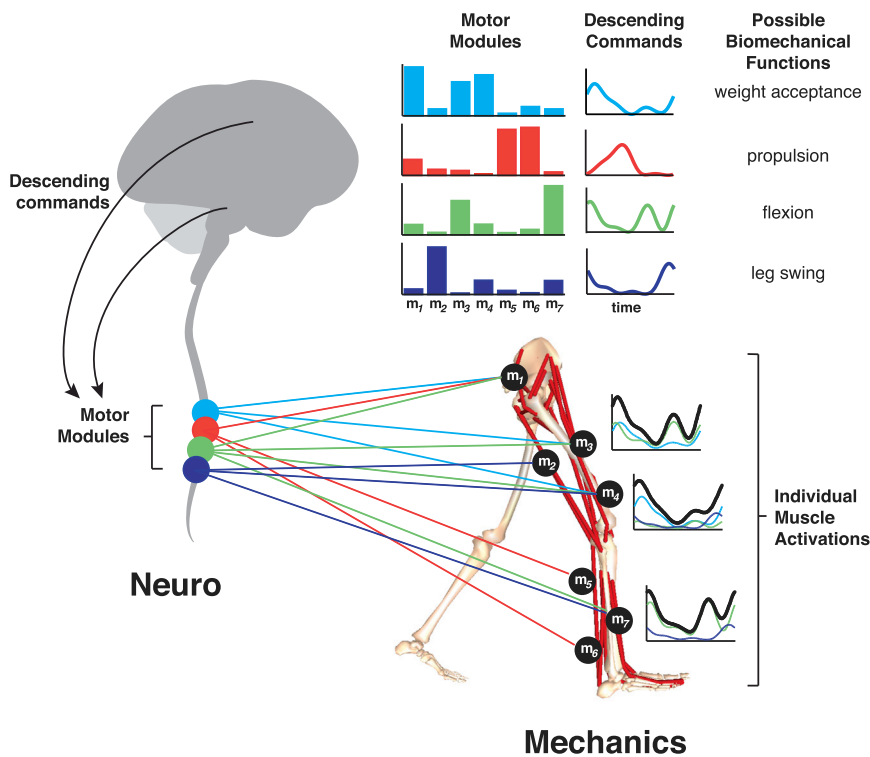 Motor
Modules
Descending
Commands
Possible
Biomechanical
Functions
weight acceptance
propulsion
flexion
leg swing
m1 m2 m3 m4 m5 m6 m7
time
Descending
commands
Motor
Modules
m1
m3
m2
m4
m5
m7
m6
Individual
Muscle
Activations
Neuro
Mechanics